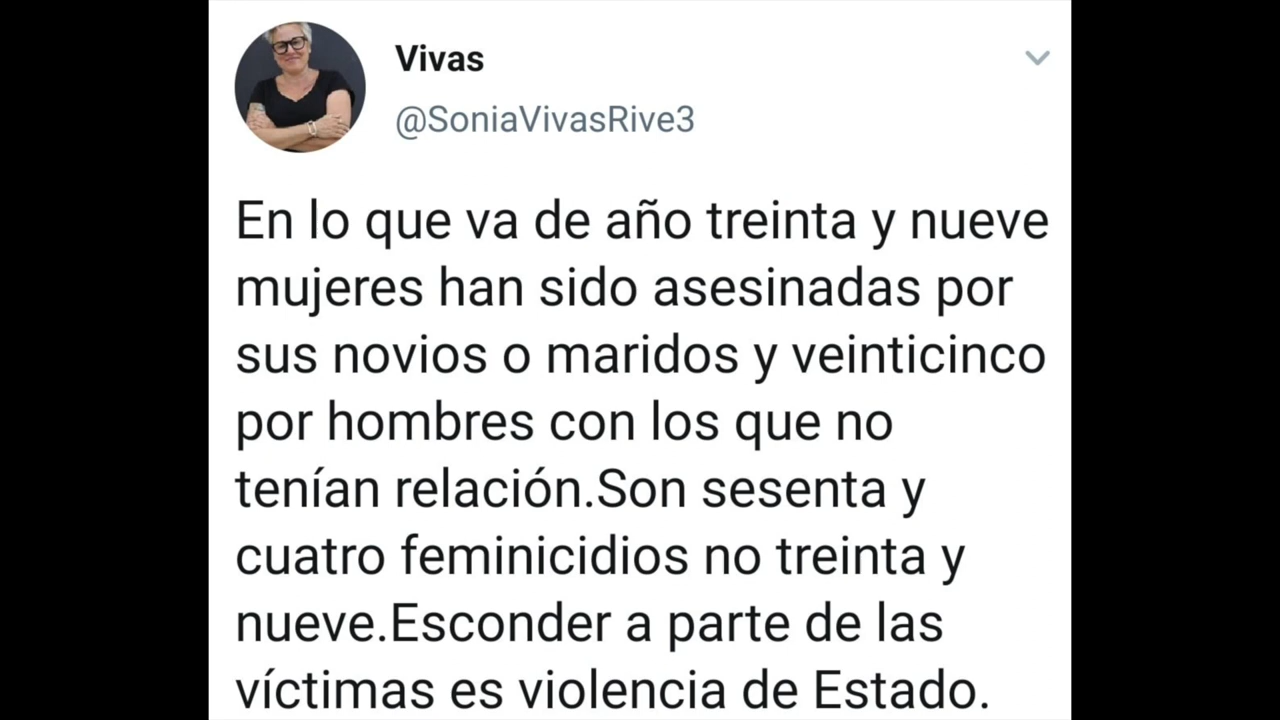 Vivas
@SoniaVivasRive3
En lo que va de año treinta y nueve
mujeres han sido asesinadas por
sus novios o maridos y veinticinco
por hombres con los que no
tenían relación.Son sesenta y
cuatro feminicidios no treinta y
nueve.Esconder a parte de las
víctimas es violencia de Estado.